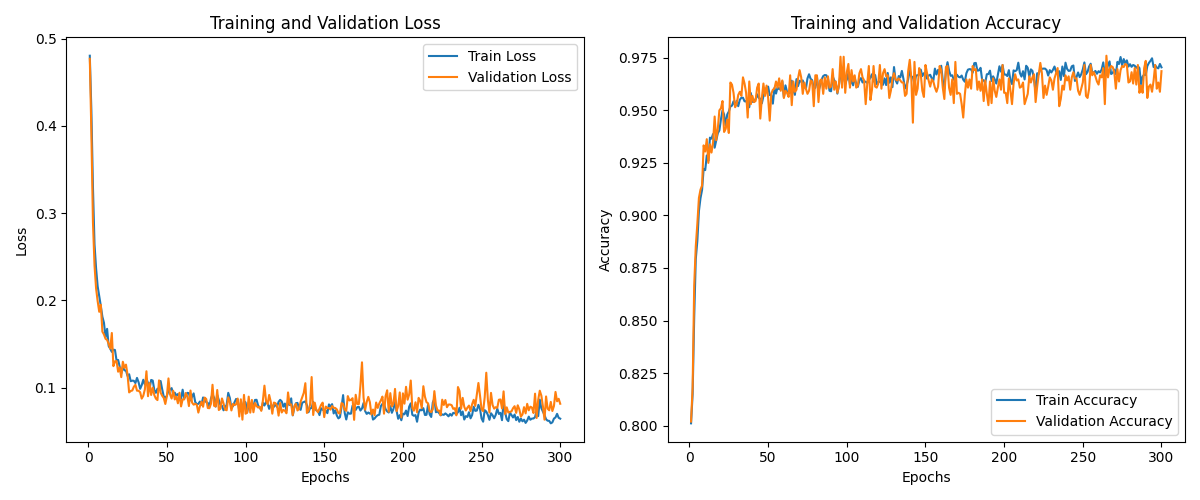 Training and Validation Loss
0.5
0.4
0.3
0.2
0.1
Loss
0
50
100
150
200
250
300
Epochs
Train Loss
Validation Loss
Training and Validation Accuracy
0.975
0.950
0.925
0.900
0.875
0.850
0.825
0.800
Accuracy
0
50
100
150
200
250
300
Epochs
Train Accuracy
Validation Accuracy